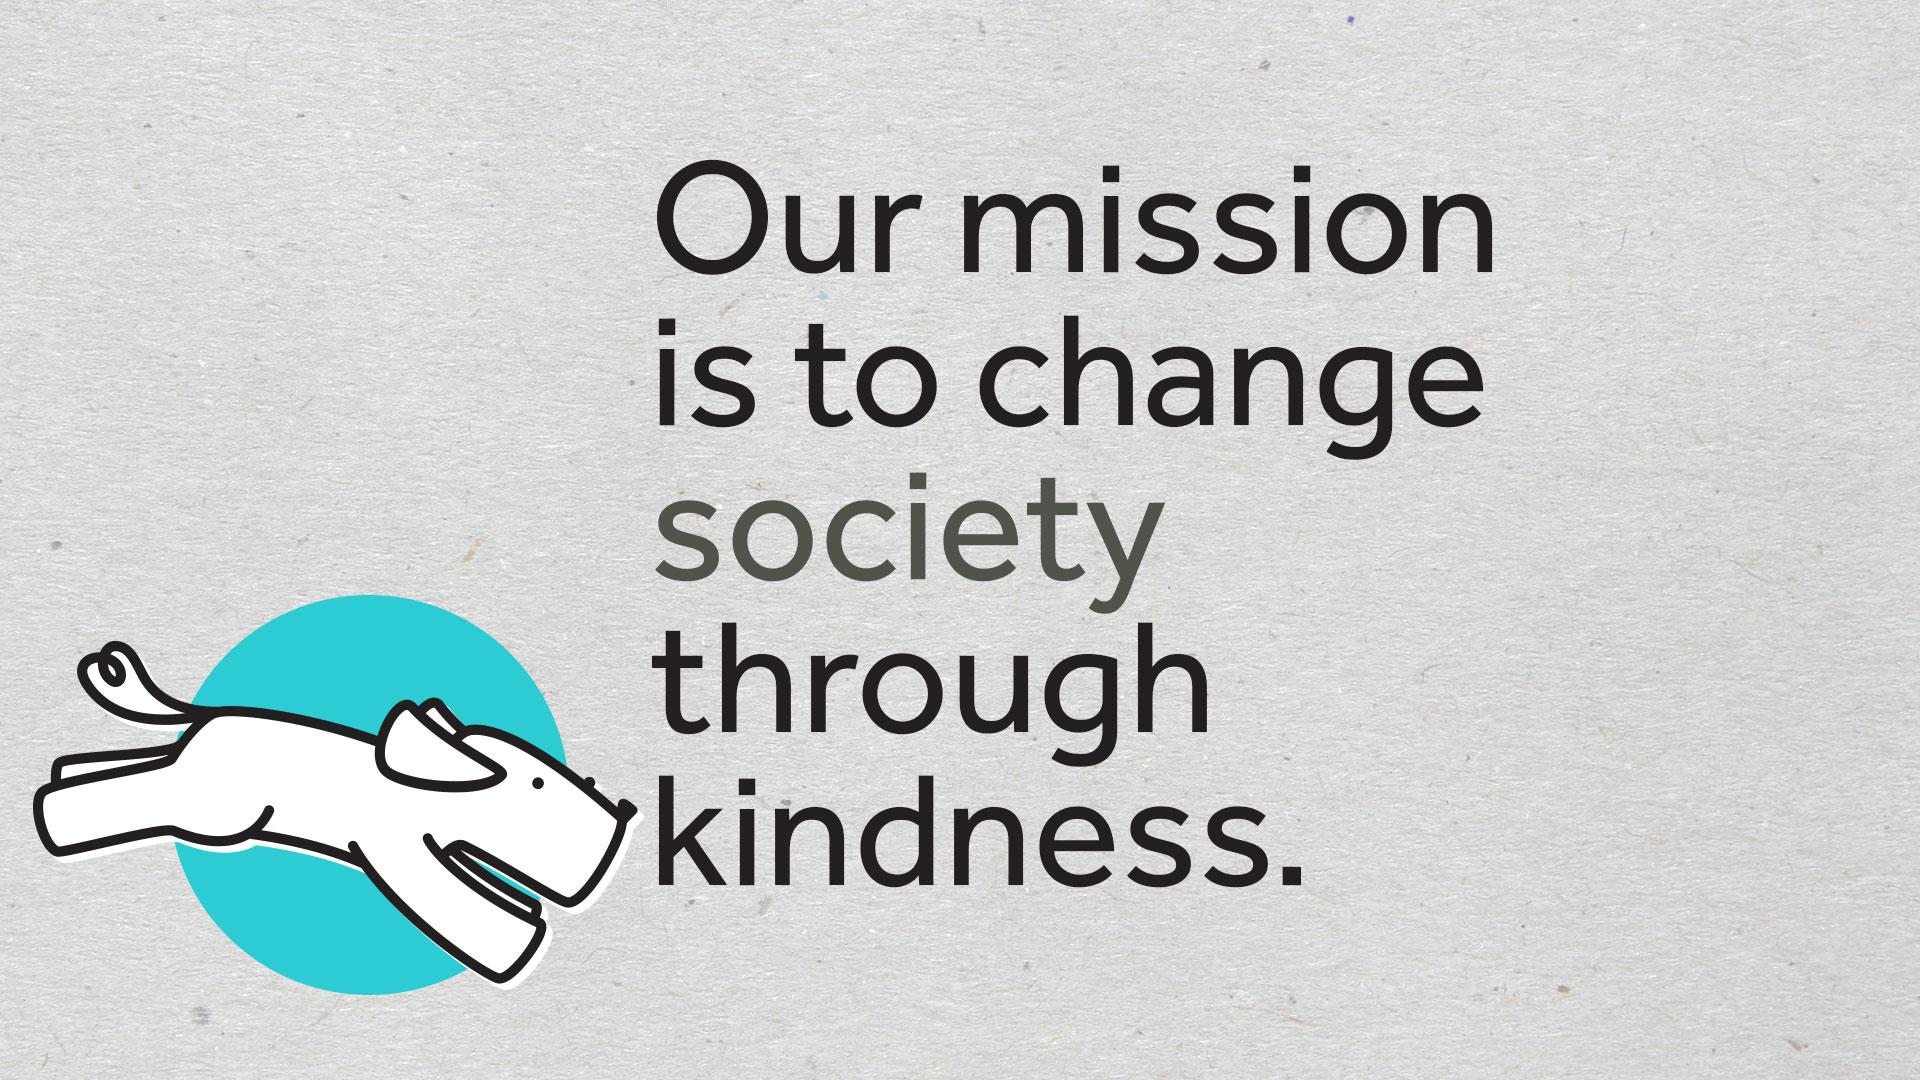 Our mission
is to change
society
through
kindness.